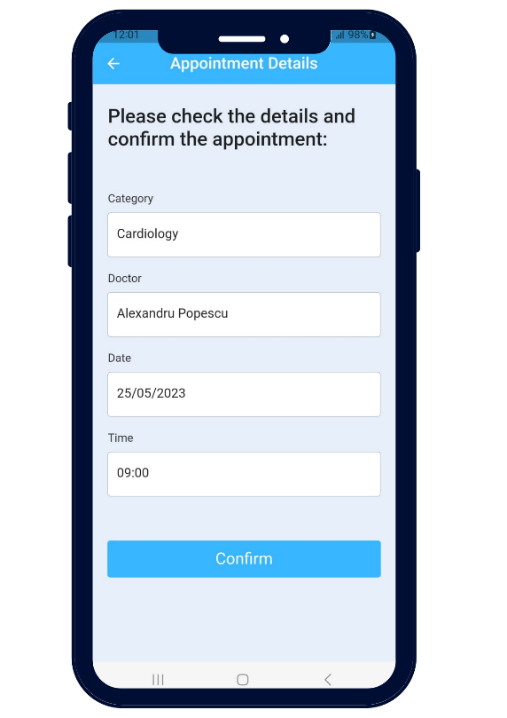 12:01 98%
Appointment Details
Please check the details and
confirm the appointment:
Category
Cardiology
Doctor
Alexandru Popescu
Date
25/05/2023
Time
09:00
Confirm